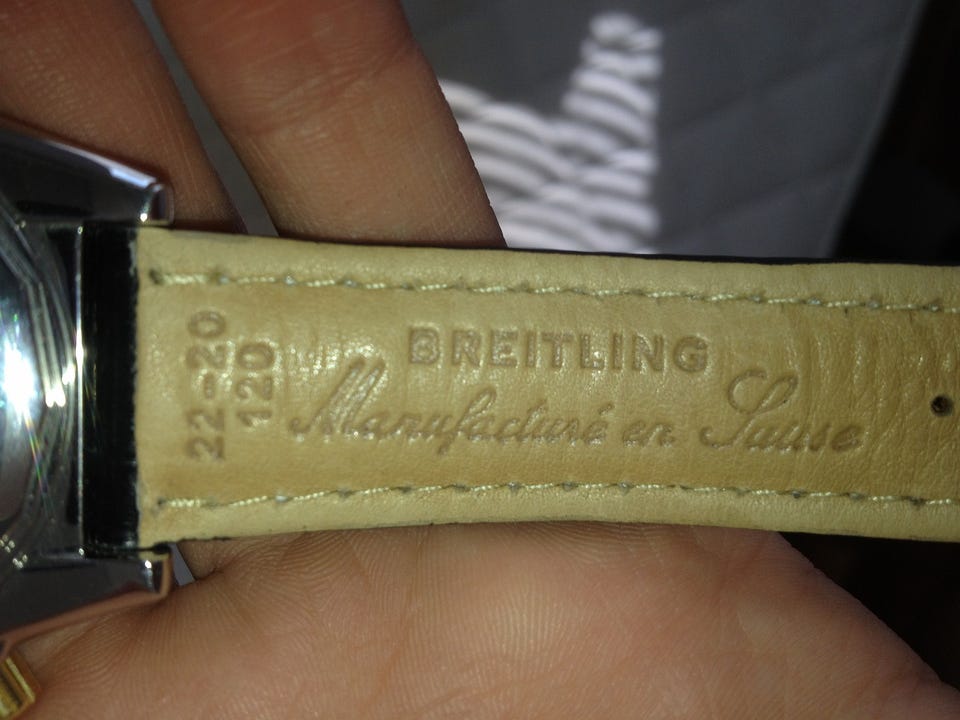 22-20
120
BREITLING
Manufacturé en Suisse